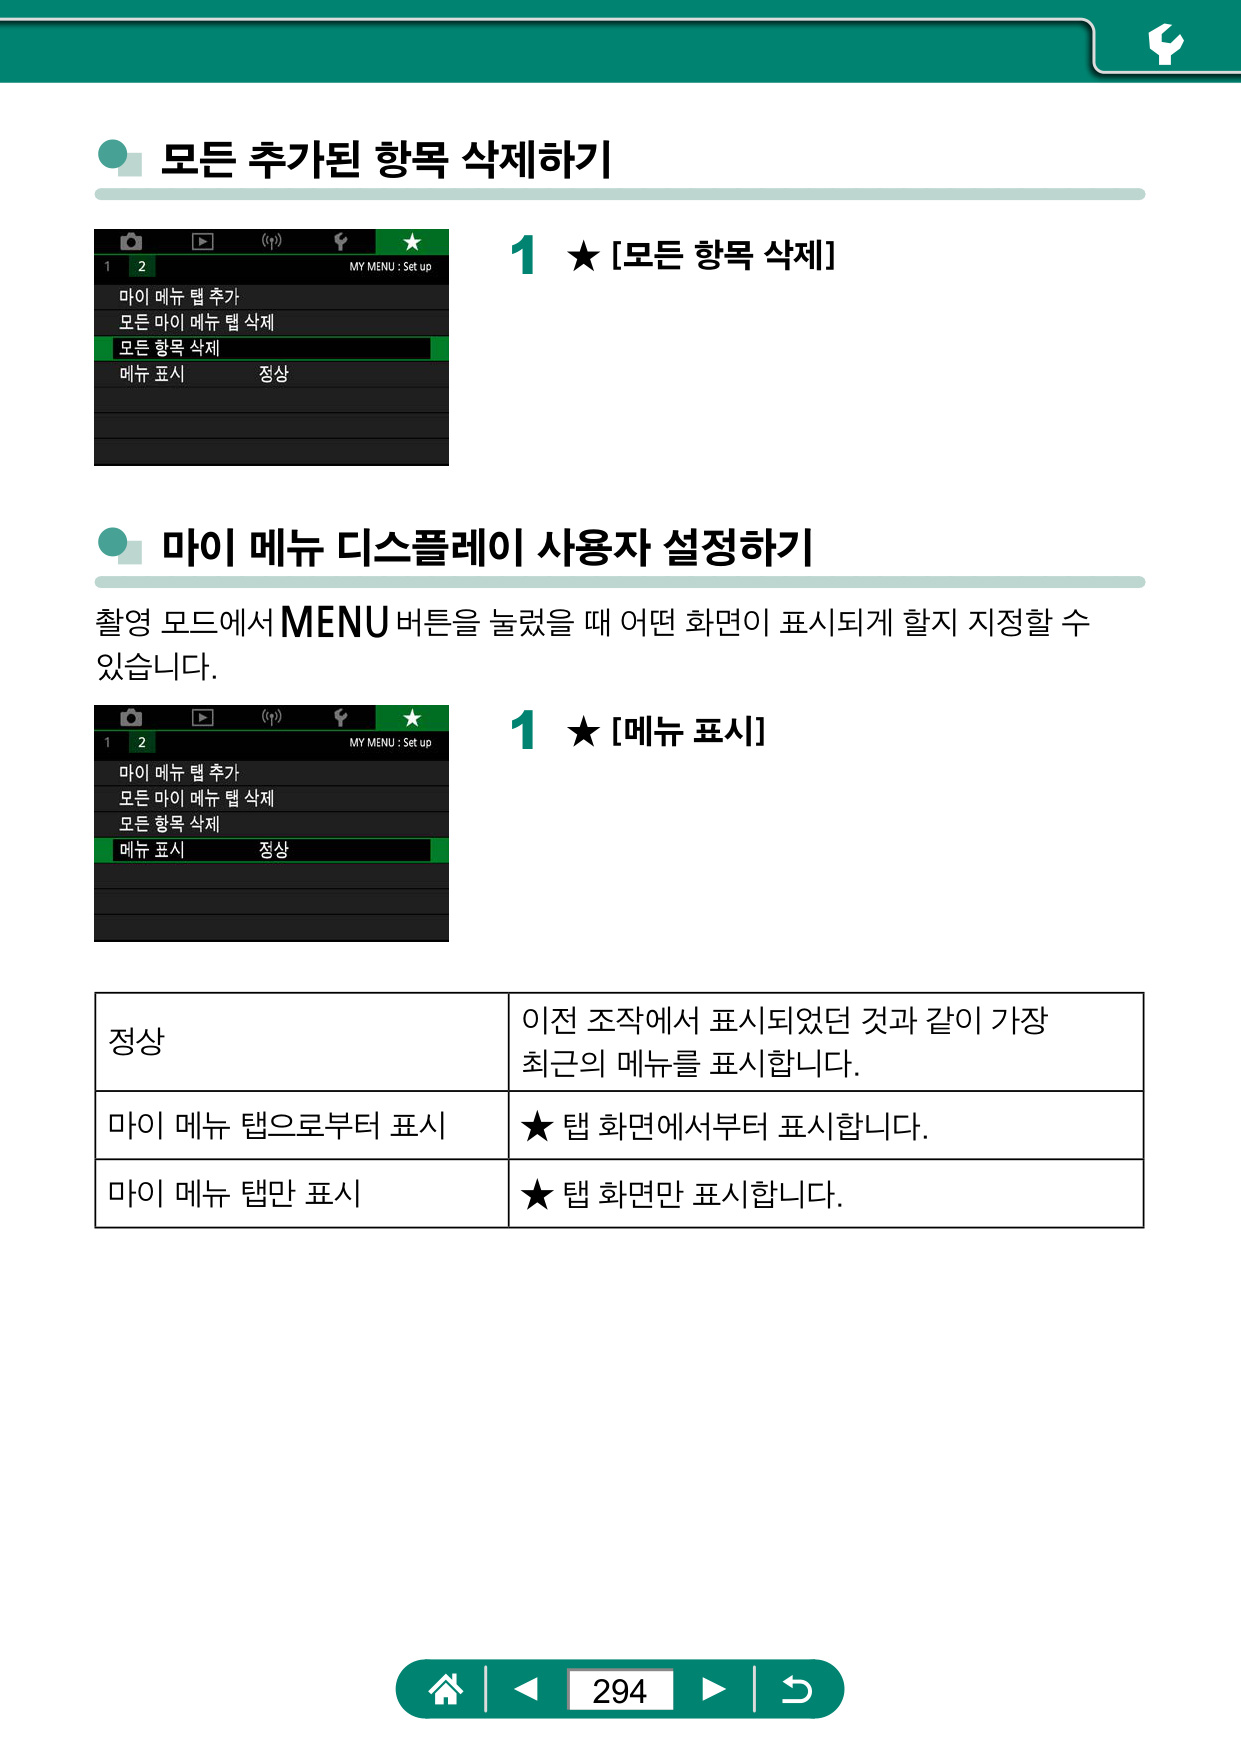 모든 추가된 항목 삭제하기
1 2 MY MENU : Set up
마이 메뉴 탭 추가
모든 마이 메뉴 탭 삭제
모든 항목 삭제
메뉴 표시 정상
1 ★ [모든 항목 삭제]
마이 메뉴 디스플레이 사용자 설정하기
촬영 모드에서 MENU 버튼을 눌렀을 때 어떤 화면이 표시되게 할지 지정할 수
있습니다.
1 2 MY MENU : Set up
마이 메뉴 탭 추가
모든 마이 메뉴 탭 삭제
모든 항목 삭제
메뉴 표시 정상
1 ★ [메뉴 표시]
정상
이전 조작에서 표시되었던 것과 같이 가장
최근의 메뉴를 표시합니다.
마이 메뉴 탭으로부터 표시
★ 탭 화면에서부터 표시합니다.
마이 메뉴 탭만 표시
★ 탭 화면만 표시합니다.
294